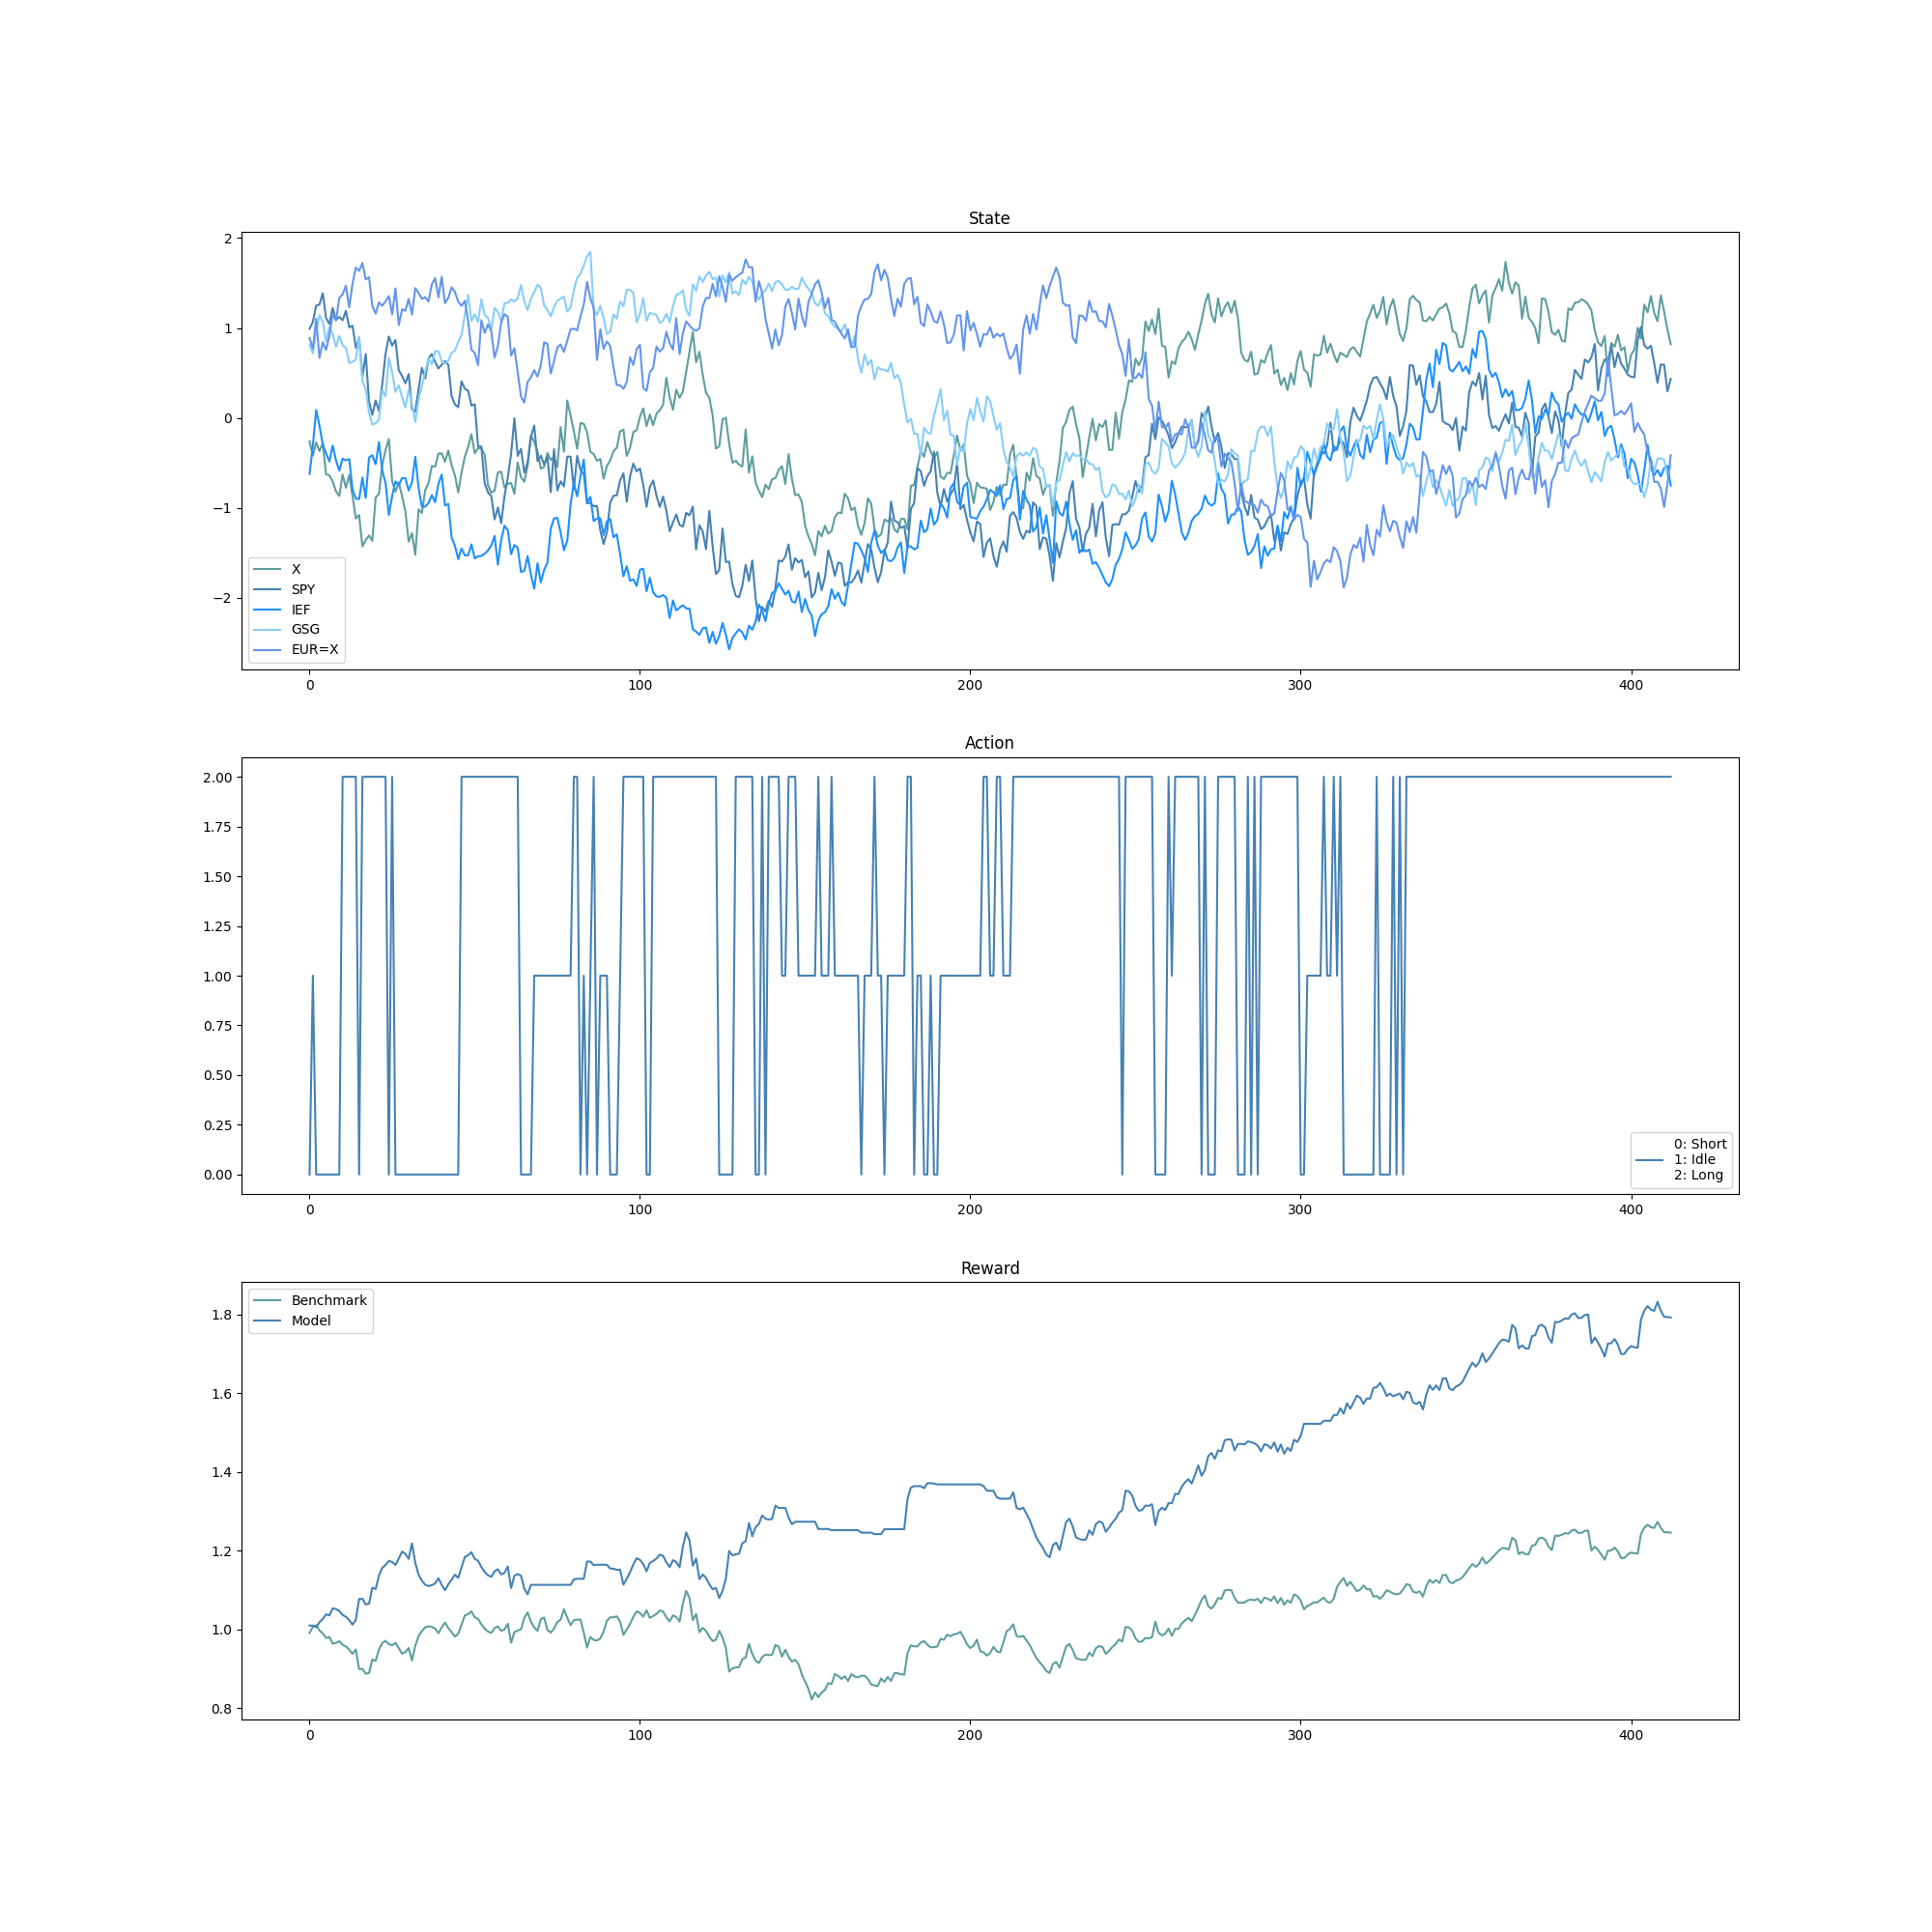 State
2
1
0
−1
−2
X
SPY
IEF
GSG
EUR=X
0 100 200 300 400
Action
2.00
1.75
1.50
1.25
1.00
0.75
0.50
0.25
0.00
0: Short
1: Idle
2: Long
0 100 200 300 400
Reward
Benchmark
Model
1.8
1.6
1.4
1.2
1.0
0.8
0 100 200 300 400